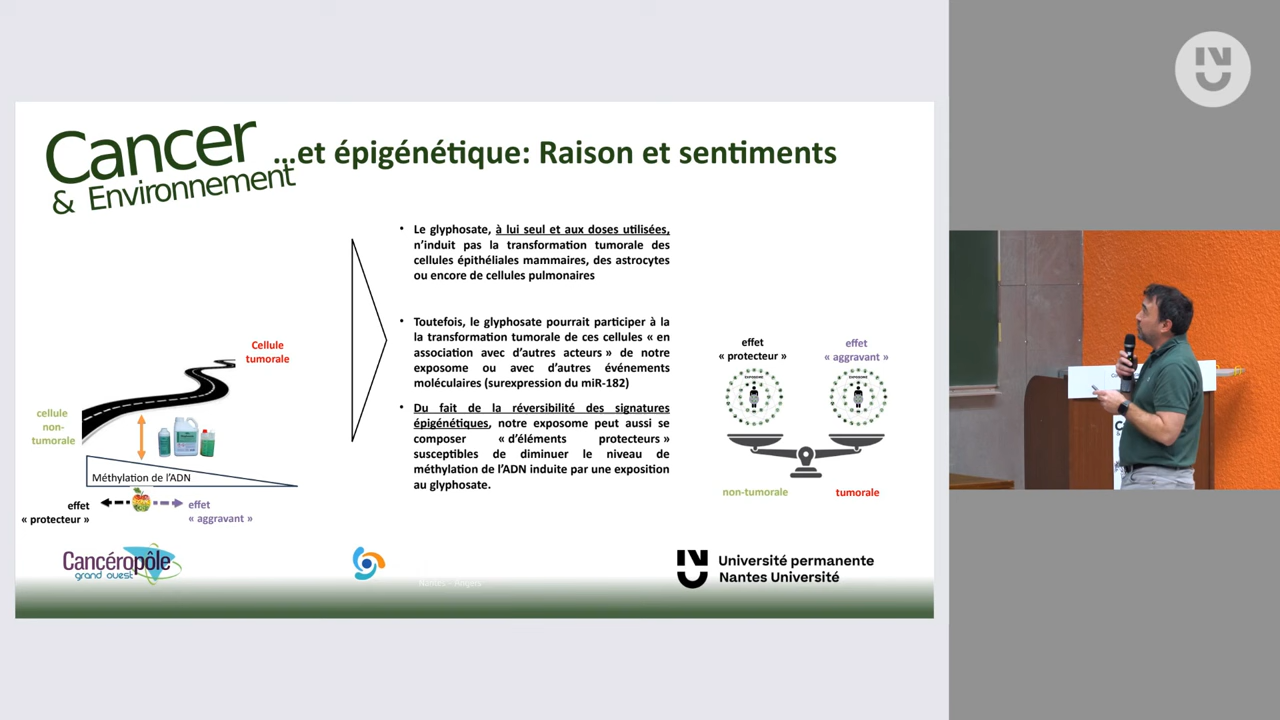 Cancer
& Environnement
...et épigénétique: Raison et sentiments
• Le glyphosate, à lui seul et aux doses utilisées,
n'induit pas la transformation tumorale des
cellules épithéliales mammaires, des astrocytes
ou encore de cellules pulmonaires
• Toutefois, le glyphosate pourrait participer à la
la transformation tumorale de ces cellules « en
association avec d'autres acteurs » de notre
exposome ou avec d'autres événements
moléculaires (surexpression du miR-182)
• Du fait de la réversibilité des signatures
épigénétiques, notre exposome peut aussi se
composer « d'éléments protecteurs »
susceptibles de diminuer le niveau de
méthylation de l'ADN induite par une exposition
au glyphosate.
Cellule
tumorale
cellule
non-
tumorale
Méthylation de l'ADN
effet
« protecteur »
effet
« aggravant »
effet
« protecteur »
effet
« aggravant »
EXPOSOME
EXPOSOME
non-tumorale
tumorale
Cancéropôle
grand ouest
Nantes - Angers
Université permanente
Nantes Université